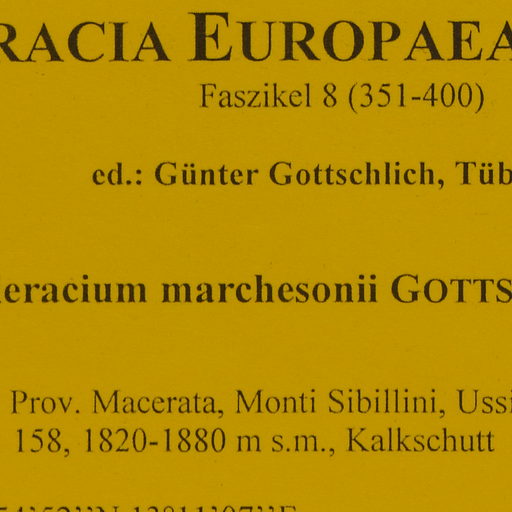 RACIA EUROPAEA
Faszikel 8 (351-400)
ed.: Günter Gottschlich, Tüb
eracium marchesonii GOTTS
Prov. Macerata, Monti Sibillini, Ussi
158, 1820-1880 m s.m., Kalkschutt